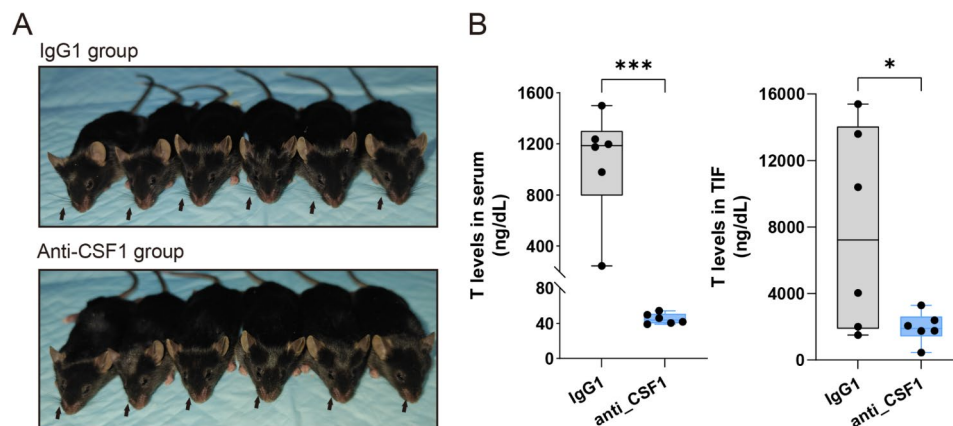 A
IgG1 group
Anti-CSF1 group
B
***
T levels in serum
(ng/dL)
1600
1200
800
400
80
40
0
IgG1
anti_CSF1
*
T levels in TIF
(ng/dL)
16000
12000
8000
4000
0
IgG1
anti_CSF1